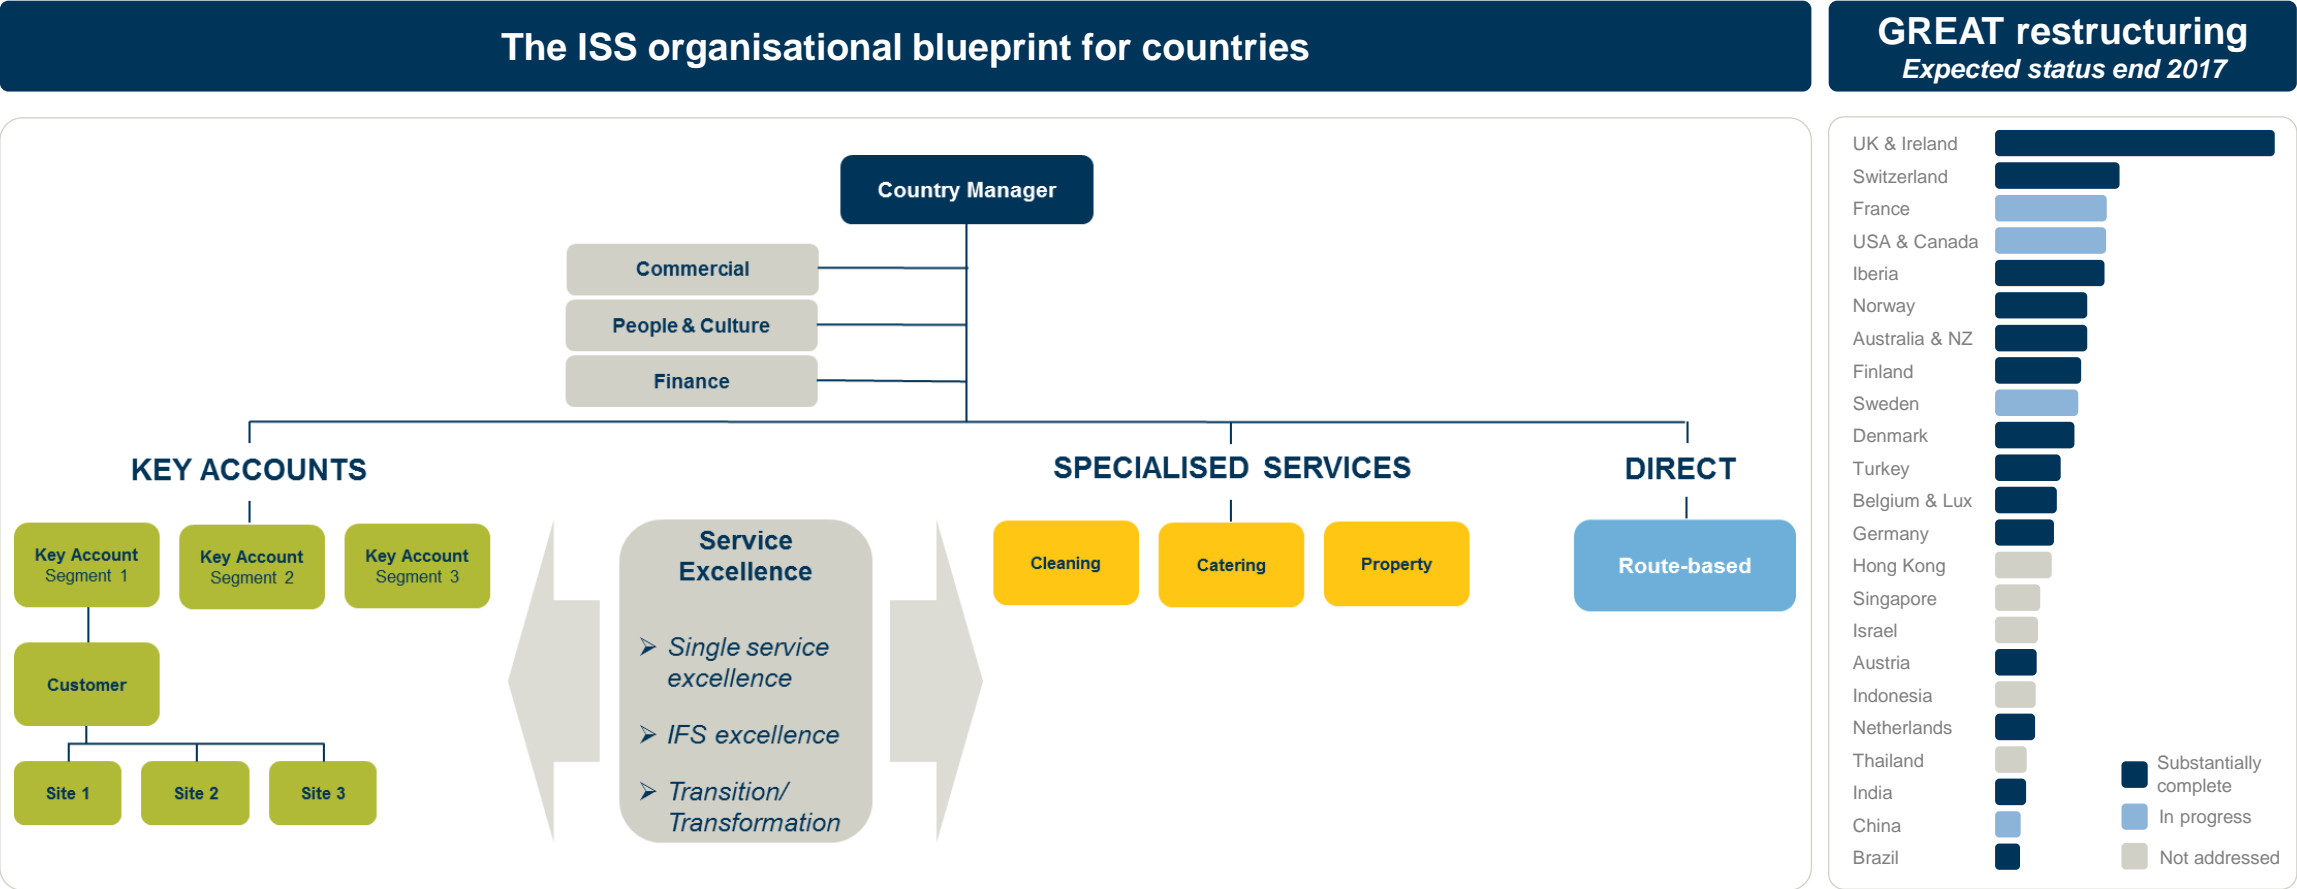 The ISS organisational blueprint for countries
GREAT restructuring
Expected status end 2017
Country Manager
Commercial
People & Culture
Finance
KEY ACCOUNTS
SPECIALISED SERVICES
DIRECT
Key Account
Segment 1
Key Account
Segment 2
Key Account
Segment 3
Customer
Site 1
Site 2
Site 3
Service
Excellence
➢ Single service
excellence
➢ IFS excellence
➢ Transition/
Transformation
Cleaning
Catering
Property
Route-based
UK & Ireland
Switzerland
France
USA & Canada
Iberia
Norway
Australia & NZ
Finland
Sweden
Denmark
Turkey
Belgium & Lux
Germany
Hong Kong
Singapore
Israel
Austria
Indonesia
Netherlands
Thailand
India
China
Brazil
Substantially
complete
In progress
Not addressed